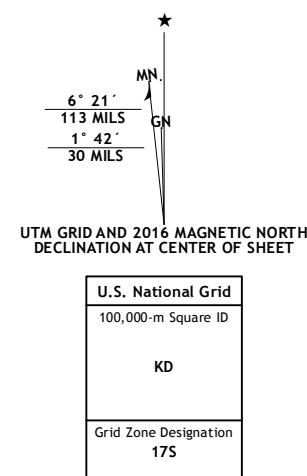 ★
MN.
6° 21´
113 MILS
GN
1° 42´
30 MILS
UTM GRID AND 2016 MAGNETIC NORTH
DECLINATION AT CENTER OF SHEET
U.S. National Grid
100,000-m Square ID
KD
Grid Zone Designation
17S